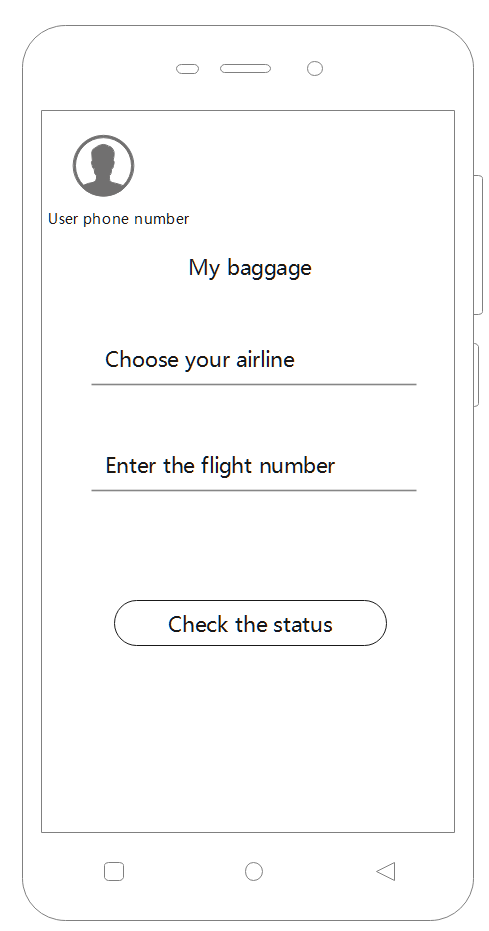 User phone number
My baggage
Choose your airline
Enter the flight number
Check the status